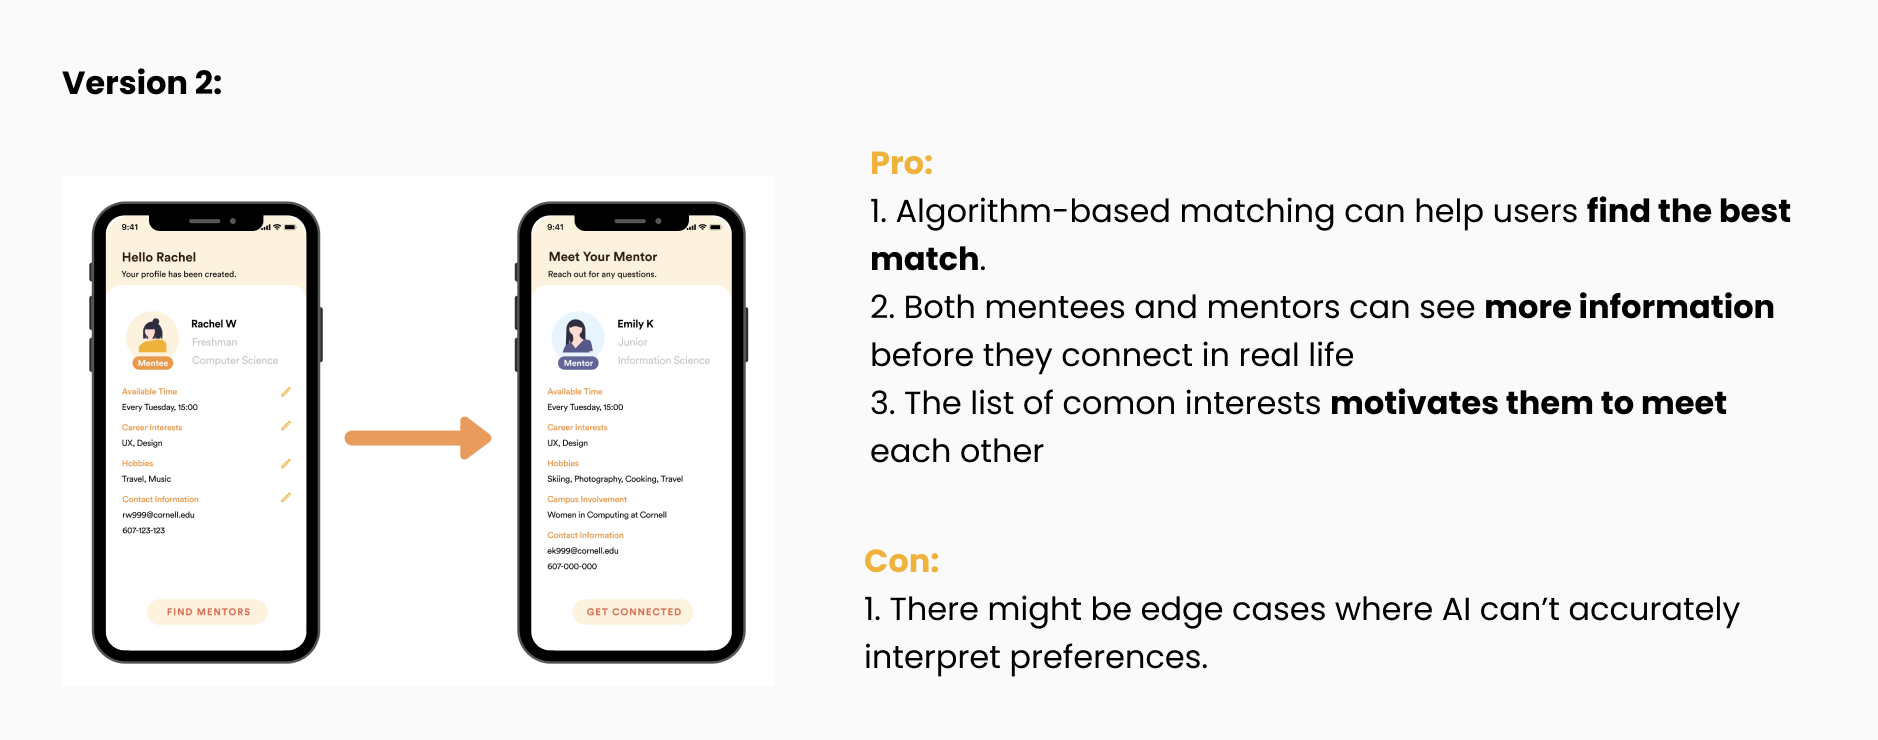 Version 2:
9:41
Hello Rachel
Your profile has been created.
Rachel W
Freshman
Computer Science
Mentee
Available Time
Every Tuesday, 15:00
Career Interests
UX, Design
Hobbies
Travel, Music
Contact Information
rw999@cornell.edu
607-123-123
FIND MENTORS
9:41
Meet Your Mentor
Reach out for any questions.
Emily K
Junior
Information Science
Mentor
Available Time
Every Tuesday, 15:00
Career Interests
UX, Design
Hobbies
Skiing, Photography, Cooking, Travel
Campus Involvement
Women in Computing at Cornell
Contact Information
ek999@cornell.edu
607-000-000
GET CONNECTED
Pro:
1. Algorithm-based matching can help users find the best
match.
2. Both mentees and mentors can see more information
before they connect in real life
3. The list of comon interests motivates them to meet
each other
Con:
1. There might be edge cases where AI can’t accurately
interpret preferences.